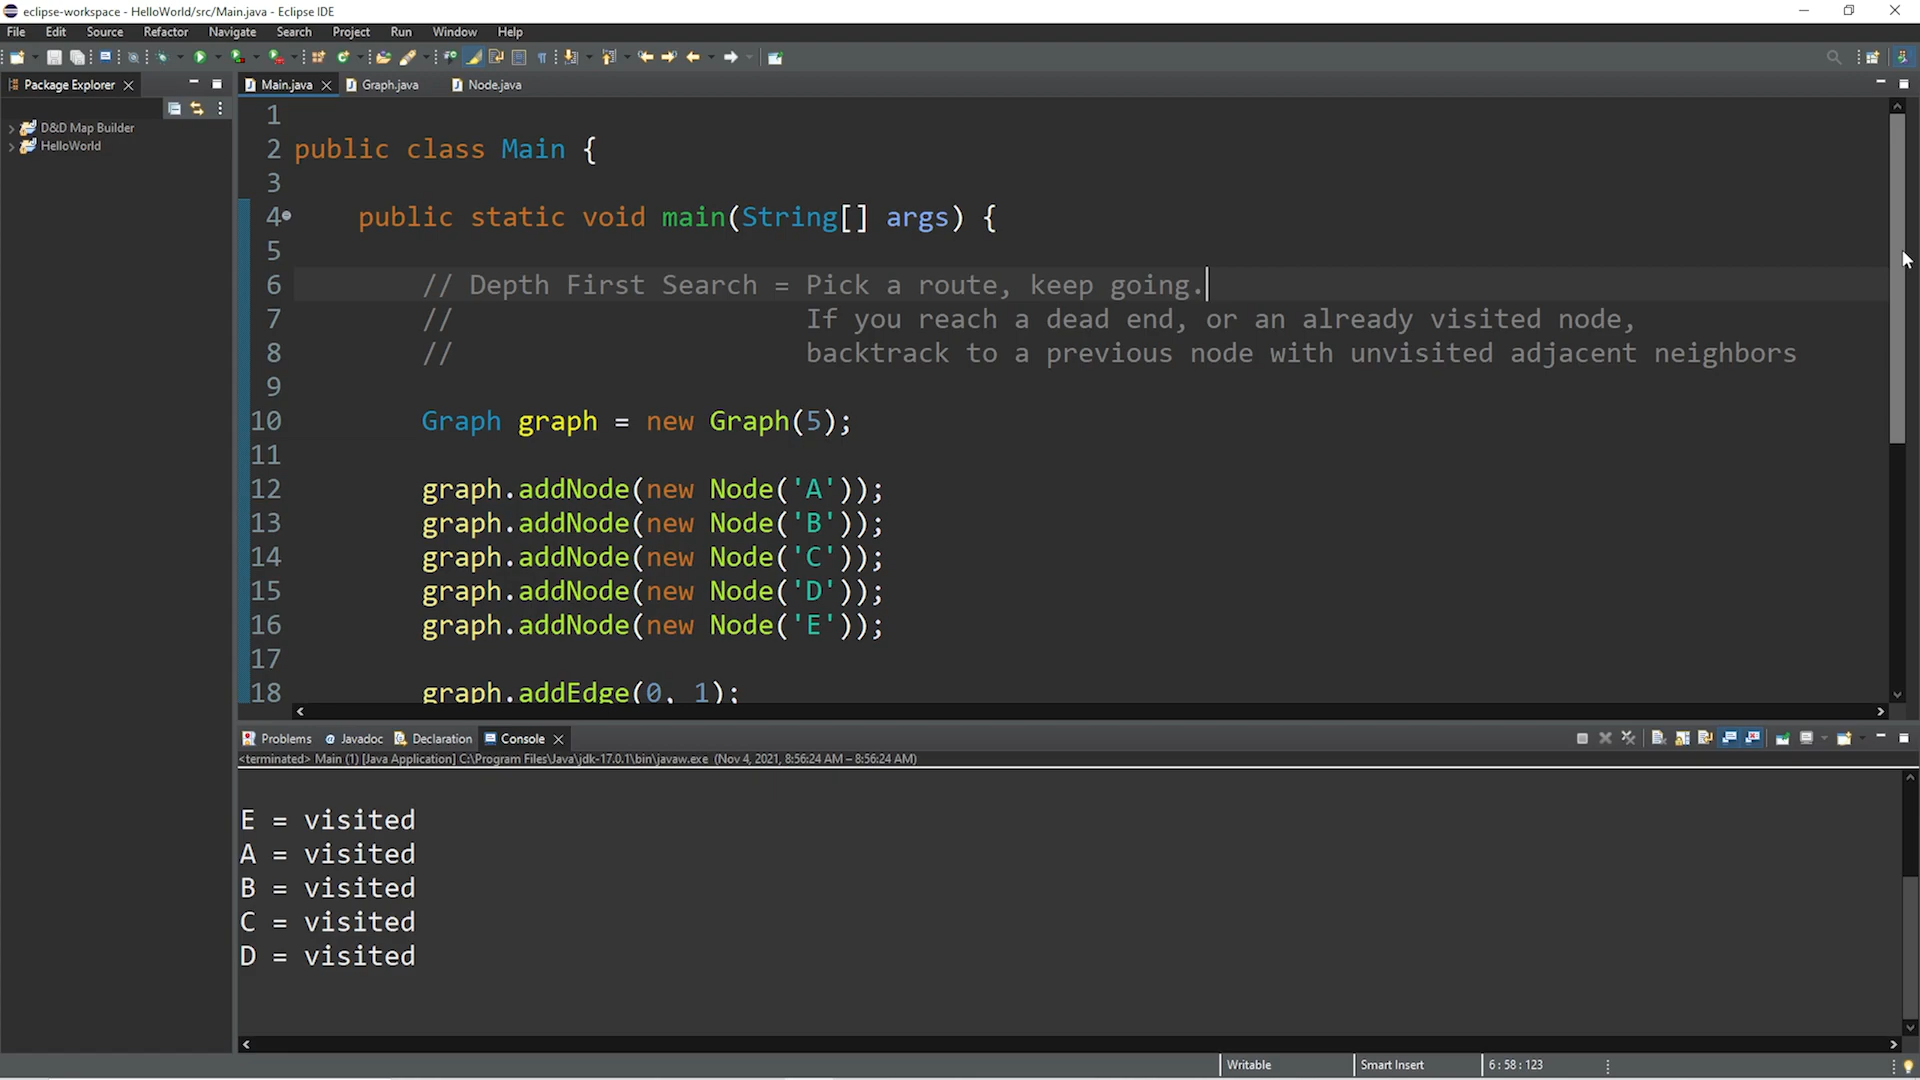 eclipse-workspace - HelloWorld/src/Main.java - Eclipse IDE
File Edit Source Refactor Navigate Search Project Run Window Help
Package Explorer
D&D Map Builder
HelloWorld
Main.java Graph.java Node.java
1
2 public class Main {
3
4 public static void main(String[] args) {
5
6 // Depth First Search = Pick a route, keep going.
7 // If you reach a dead end, or an already visited node,
8 // backtrack to a previous node with unvisited adjacent neighbors
9
10 Graph graph = new Graph(5);
11
12 graph.addNode(new Node('A'));
13 graph.addNode(new Node('B'));
14 graph.addNode(new Node('C'));
15 graph.addNode(new Node('D'));
16 graph.addNode(new Node('E'));
17
18 graph.addEdge(0, 1);
Problems Javadoc Declaration Console
<terminated> Main (1) [Java Application] C:\Program Files\Java\jdk-17.0.1\bin\javaw.exe (Nov 4, 2021, 8:56:24 AM – 8:56:24 AM)
E = visited
A = visited
B = visited
C = visited
D = visited
Writable Smart Insert 6 : 58 : 123